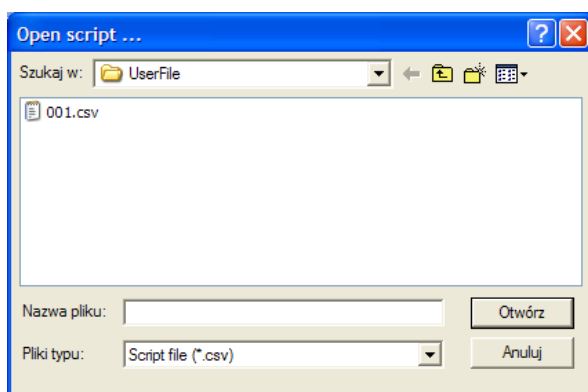 Open script ...
Szukaj w: UserFile
001.csv
Nazwa pliku: Otwórz
Pliki typu: Script file (*.csv) Anuluj